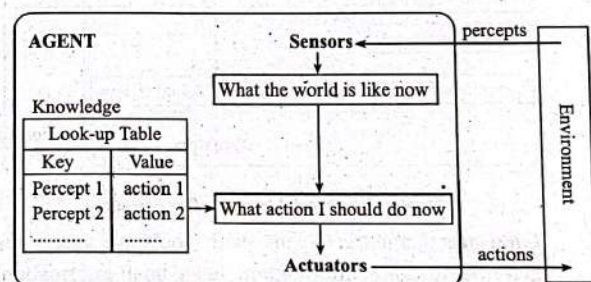 AGENT
Sensors
percepts
What the world is like now
Knowledge
Look-up Table
Key Value
Percept 1 action 1
Percept 2 action 2
............ ........
What action I should do now
Actuators
actions
Environment